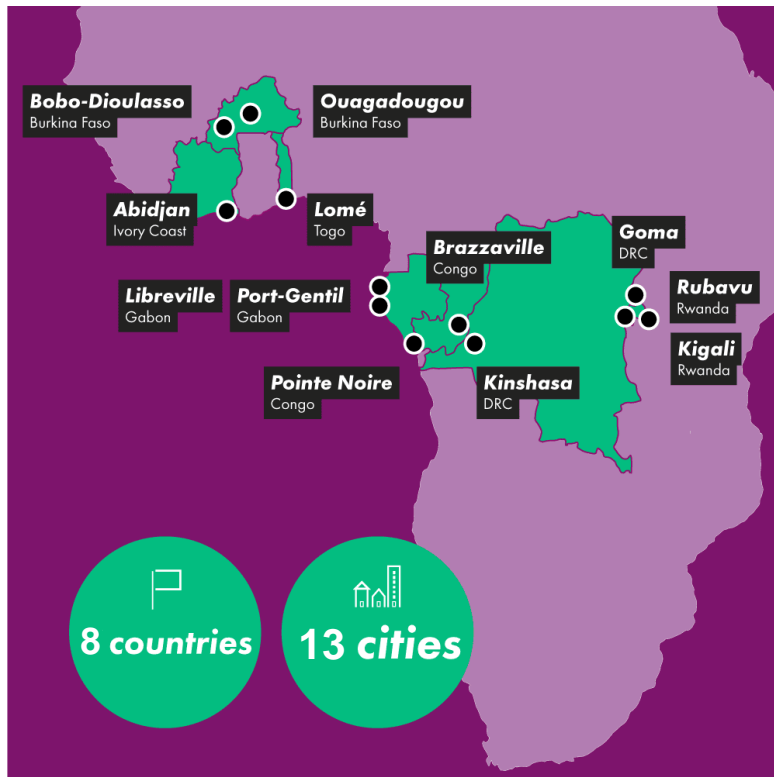 Bobo-Dioulasso
Burkina Faso
Ouagadougou
Burkina Faso
Abidjan
Ivory Coast
Lomé
Togo
Brazzaville
Congo
Goma
DRC
Libreville
Gabon
Port-Gentil
Gabon
Rubavu
Rwanda
Kigali
Rwanda
Pointe Noire
Congo
Kinshasa
DRC
8 countries
13 cities